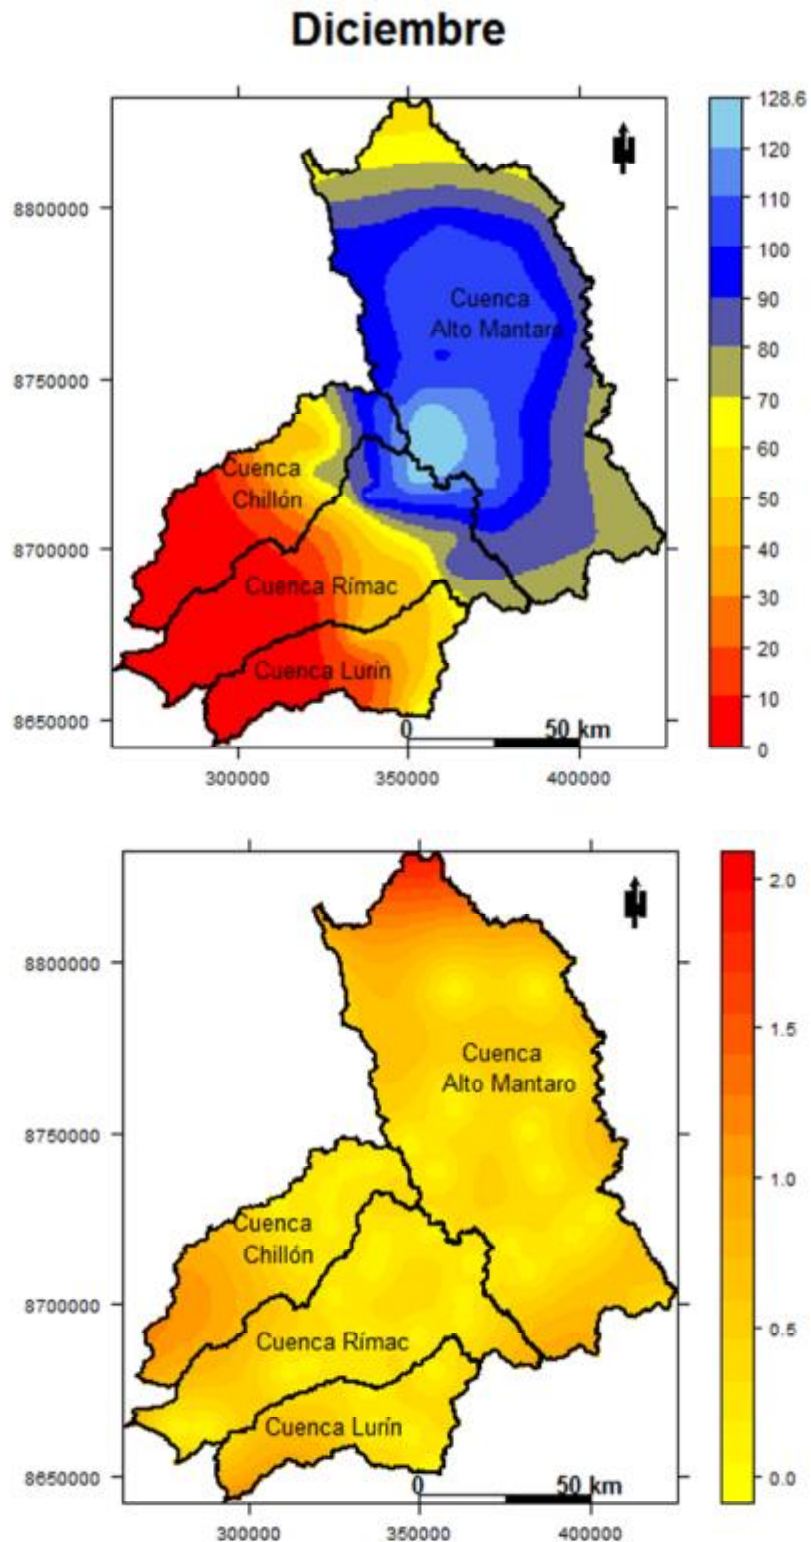 Diciembre
128.6
120
110
100
90
80
70
60
50
40
30
20
10
0
8800000
8750000
8700000
8650000
Cuenca
Alto Mantaro
Cuenca
Chillón
Cuenca Rímac
Cuenca Lurín
0 50 km
300000 350000 400000
2.0
1.5
1.0
0.5
0.0
8800000
8750000
8700000
8650000
Cuenca
Alto Mantaro
Cuenca
Chillón
Cuenca Rímac
Cuenca Lurín
0 50 km
300000 350000 400000